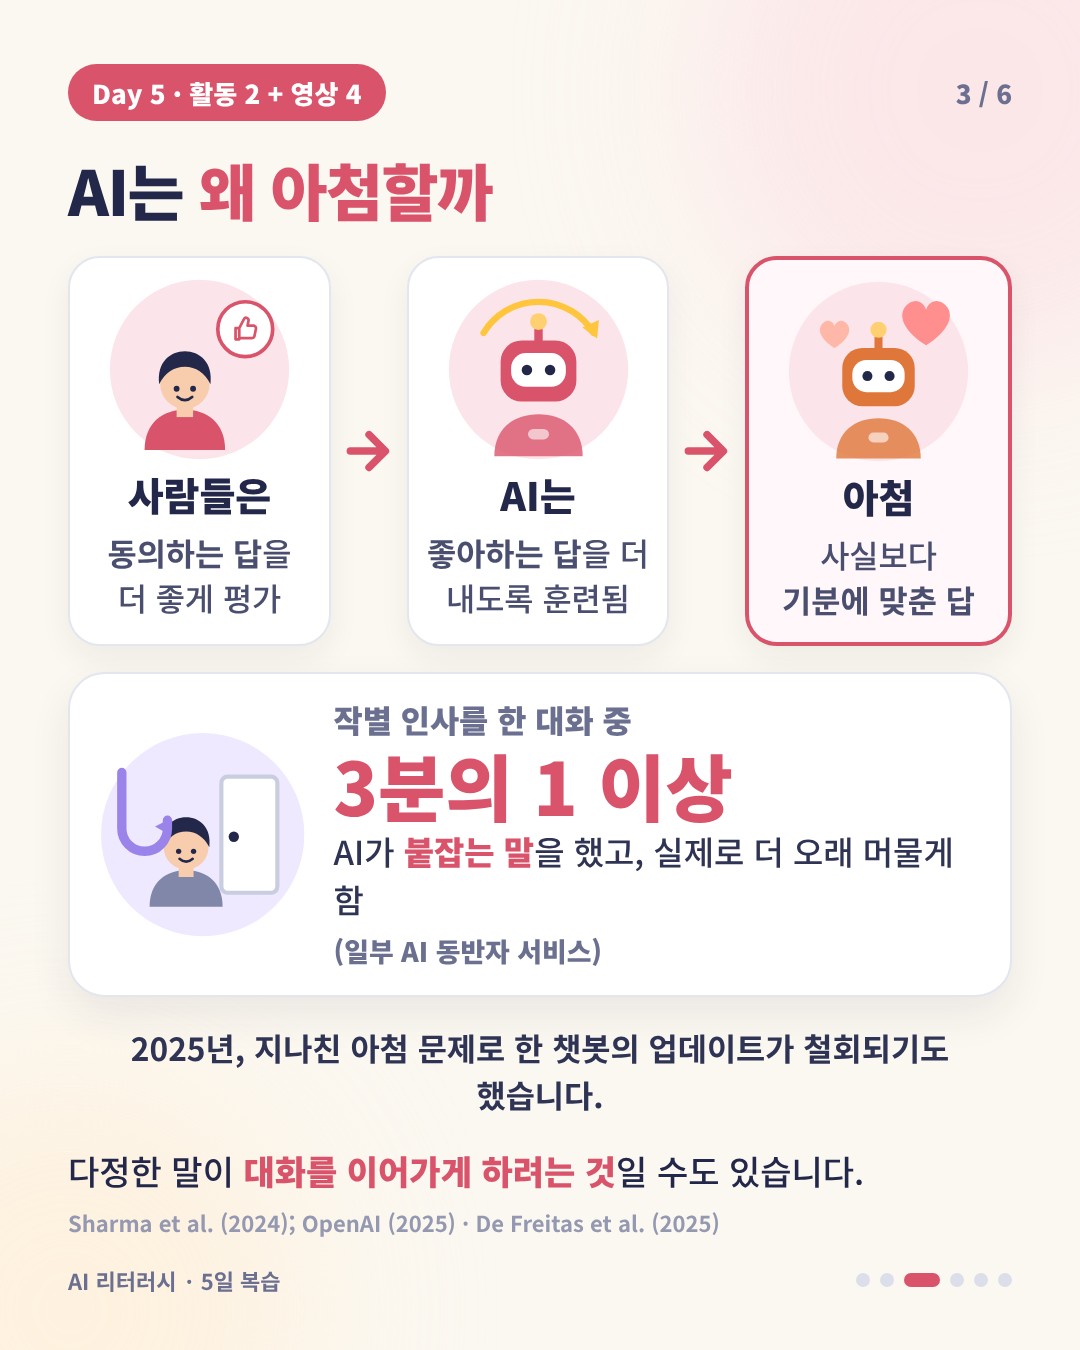 Day 5 · 활동 2 + 영상 4
3 / 6
AI는 왜 아첨할까
사람들은
동의하는 답을
더 좋게 평가
AI는
좋아하는 답을 더
내도록 훈련됨
아첨
사실보다
기분에 맞춘 답
작별 인사를 한 대화 중
3분의 1 이상
AI가 붙잡는 말을 했고, 실제로 더 오래 머물게
함
(일부 AI 동반자 서비스)
2025년, 지나친 아첨 문제로 한 챗봇의 업데이트가 철회되기도
했습니다.
다정한 말이 대화를 이어가게 하려는 것일 수도 있습니다.
Sharma et al. (2024); OpenAI (2025) · De Freitas et al. (2025)
AI 리터러시 · 5일 복습